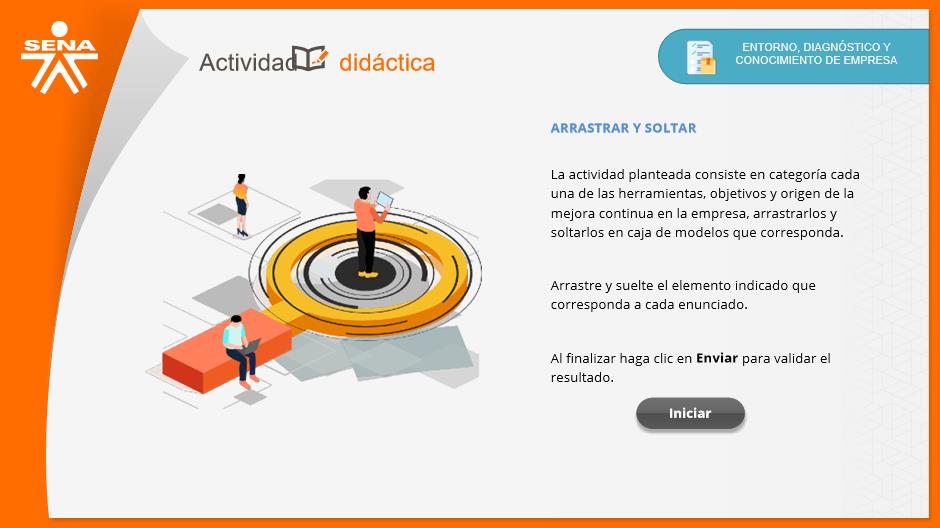 SENA
Actividad didáctica
ENTORNO, DIAGNÓSTICO Y
CONOCIMIENTO DE EMPRESA
ARRASTRAR Y SOLTAR
La actividad planteada consiste en categoría cada
una de las herramientas, objetivos y origen de la
mejora continua en la empresa, arrastrarlos y
soltarlos en caja de modelos que corresponda.
Arrastre y suelte el elemento indicado que
corresponda a cada enunciado.
Al finalizar haga clic en Enviar para validar el
resultado.
Iniciar